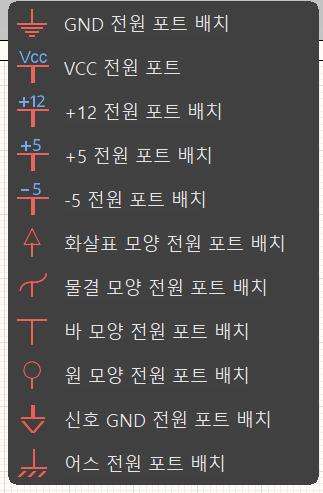 GND 전원 포트 배치
Vcc VCC 전원 포트
+12 +12 전원 포트 배치
+5 +5 전원 포트 배치
-5 -5 전원 포트 배치
화살표 모양 전원 포트 배치
물결 모양 전원 포트 배치
바 모양 전원 포트 배치
원 모양 전원 포트 배치
신호 GND 전원 포트 배치
어스 전원 포트 배치